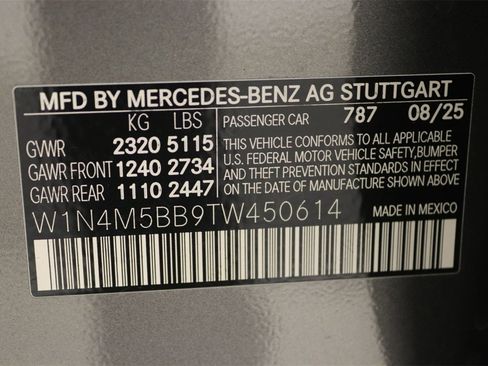 MFD BY MERCEDES-BENZ AG STUTTGART
KG LBS
GVWR 2320 5115
GAWR FRONT 1240 2734
GAWR REAR 1110 2447
PASSENGER CAR 787 08/25
THIS VEHICLE CONFORMS TO ALL APPLICABLE
U.S. FEDERAL MOTOR VEHICLE SAFETY,BUMPER
AND THEFT PREVENTION STANDARDS IN EFFECT
ON THE DATE OF MANUFACTURE SHOWN ABOVE.
W1N4M5BB9TW450614
MADE IN MEXICO